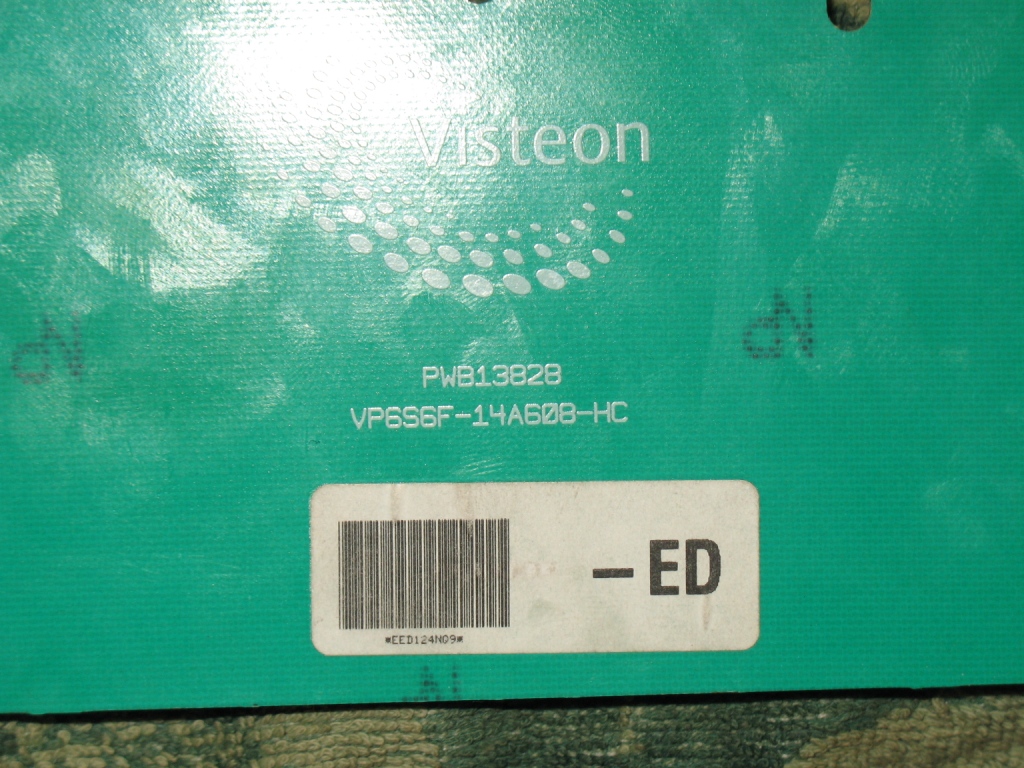 Visteon
PWB13828
VP6S6F-14A608-HC
-ED
*EED124N09*